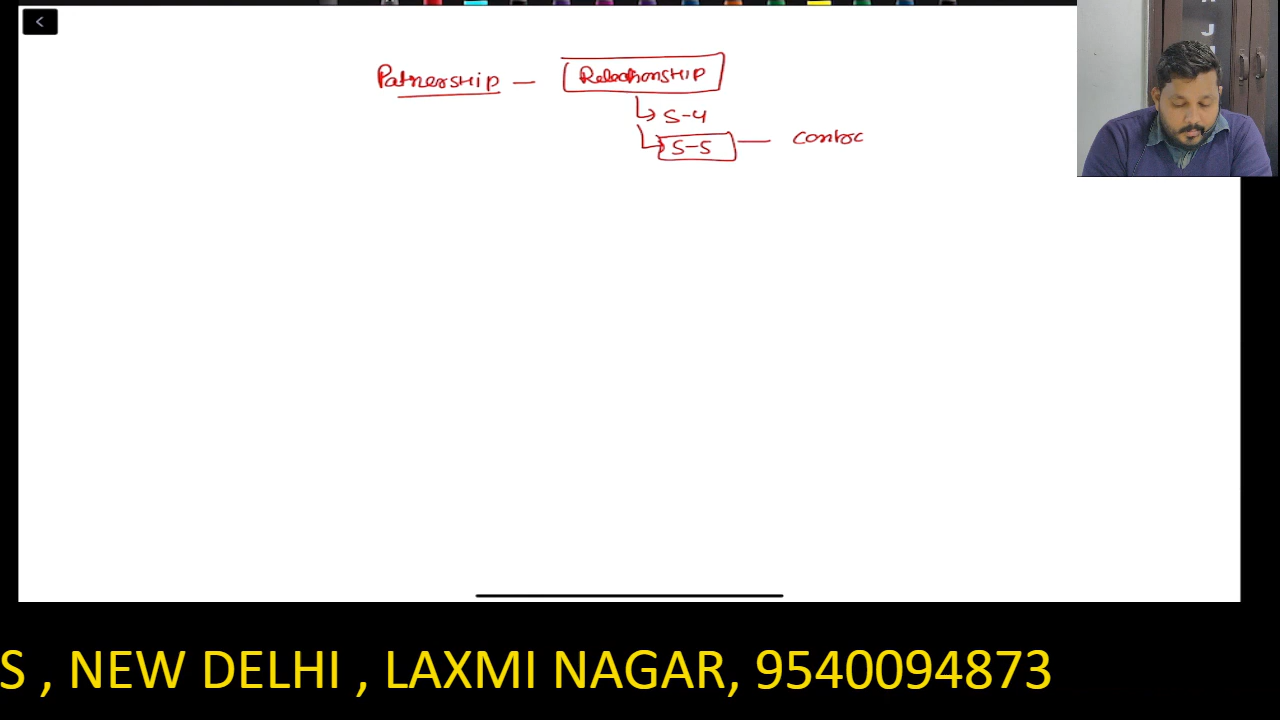 Patnership — Relationship
↳ S-4
↳ S-5 — contrac
S , NEW DELHI , LAXMI NAGAR, 9540094873